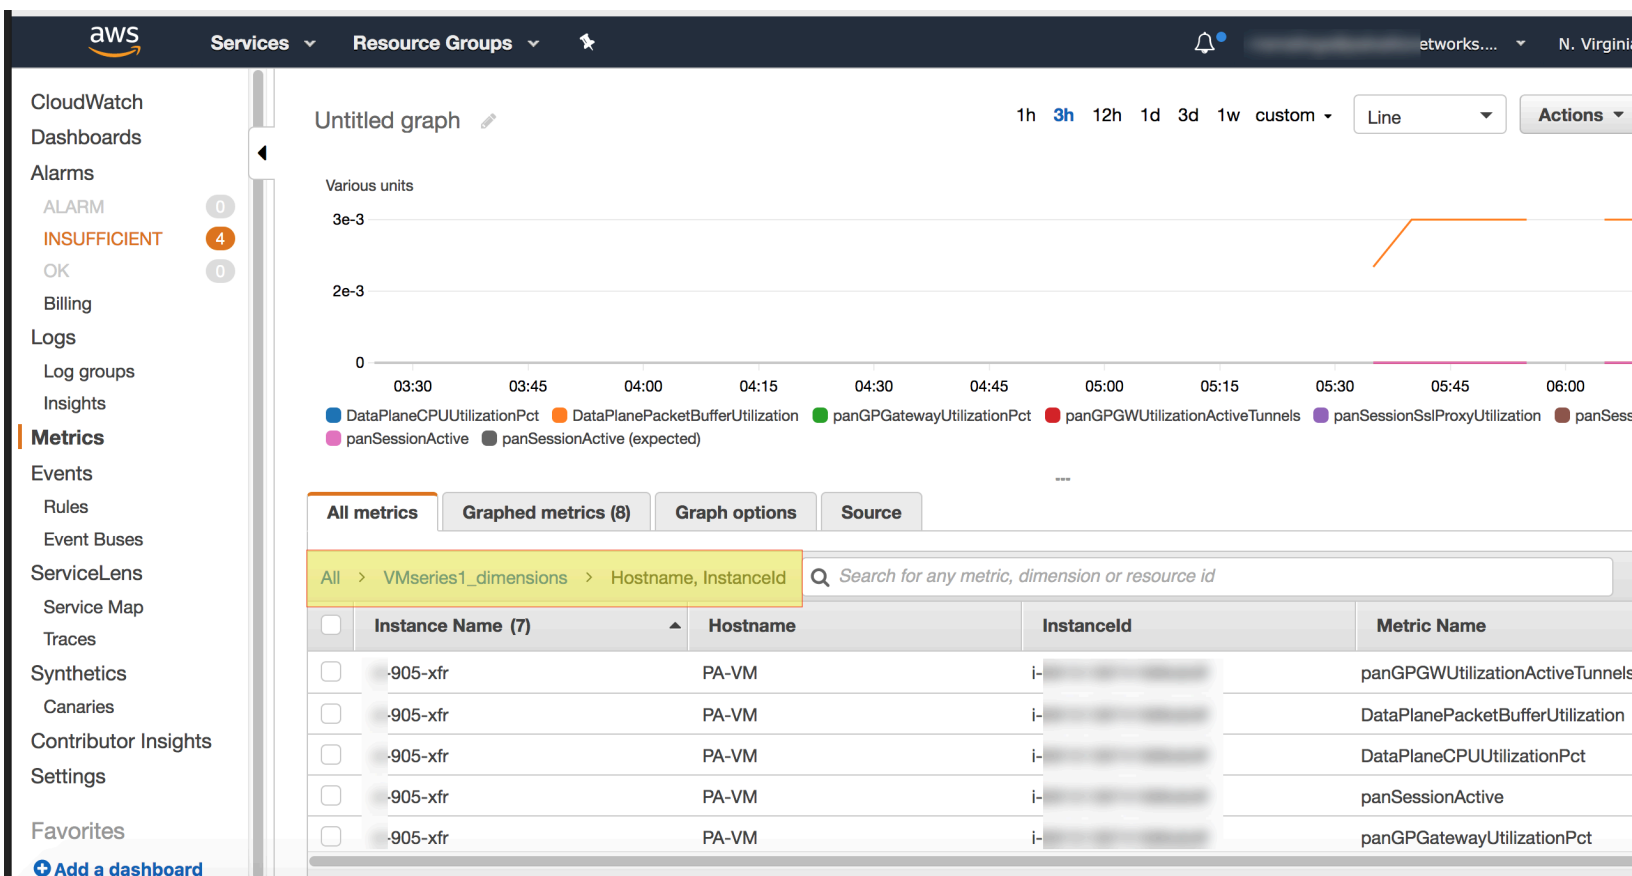 aws Services Resource Groups etworks.... N. Virginia
CloudWatch
Dashboards
Alarms
ALARM 0
INSUFFICIENT 4
OK 0
Billing
Logs
Log groups
Insights
Metrics
Events
Rules
Event Buses
ServiceLens
Service Map
Traces
Synthetics
Canaries
Contributor Insights
Settings
Favorites
Add a dashboard
Untitled graph
1h 3h 12h 1d 3d 1w custom Line Actions
Various units
3e-3
2e-3
0
03:30 03:45 04:00 04:15 04:30 04:45 05:00 05:15 05:30 05:45 06:00
DataPlaneCPUUtilizationPct DataPlanePacketBufferUtilization panGPGatewayUtilizationPct panGPGWUtilizationActiveTunnels panSessionSslProxyUtilization panSess
panSessionActive panSessionActive (expected)
All metrics Graphed metrics (8) Graph options Source
All > VMseries1_dimensions > Hostname, InstanceId Search for any metric, dimension or resource id
Instance Name (7) Hostname InstanceId Metric Name
-905-xfr PA-VM i- panGPGWUtilizationActiveTunnels
-905-xfr PA-VM i- DataPlanePacketBufferUtilization
-905-xfr PA-VM i- DataPlaneCPUUtilizationPct
-905-xfr PA-VM i- panSessionActive
-905-xfr PA-VM i- panGPGatewayUtilizationPct